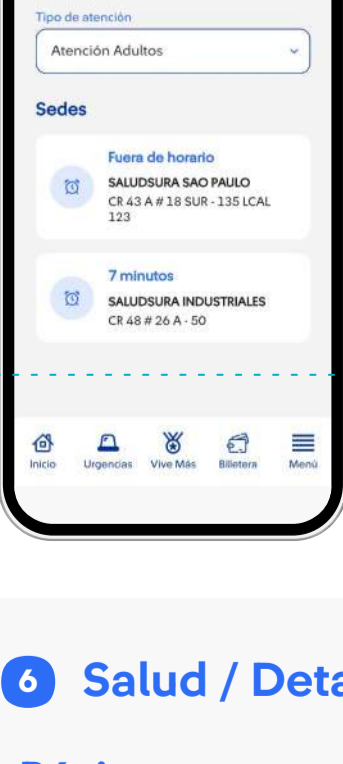 Tipo de atención
Atención Adultos
Sedes
Fuera de horario
SALUDSURA SAO PAULO
CR 43 A # 18 SUR - 135 LCAL
123
7 minutos
SALUDSURA INDUSTRIALES
CR 48 # 26 A - 50
Inicio Urgencias Vive Más Billetera Menú
6 Salud / Deta